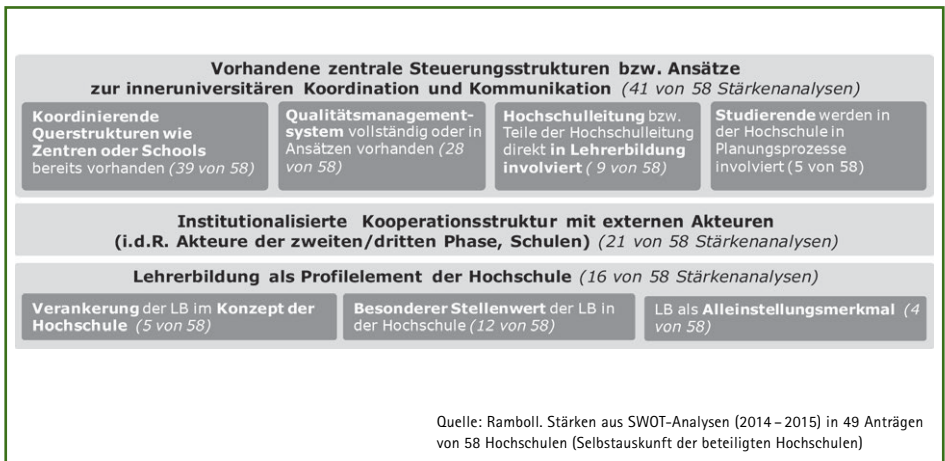 Vorhandene zentrale Steuerungsstrukturen bzw. Ansätze
zur inneruniversitären Koordination und Kommunikation (41 von 58 Stärkenanalysen)
Koordinierende
Querstrukturen wie
Zentren oder Schools
bereits vorhanden (39 von 58)
Qualitätsmanagement-
system vollständig oder in
Ansätzen vorhanden (28
von 58)
Hochschulleitung bzw.
Teile der Hochschulleitung
direkt in Lehrerbildung
involviert ( 9 von 58)
Studierende werden in
der Hochschule in
Planungsprozesse
involviert (5 von 58)
Institutionalisierte Kooperationsstruktur mit externen Akteuren
(i.d.R. Akteure der zweiten/dritten Phase, Schulen) (21 von 58 Stärkenanalysen)
Lehrerbildung als Profilelement der Hochschule (16 von 58 Stärkenanalysen)
Verankerung der LB im Konzept der
Hochschule (5 von 58)
Besonderer Stellenwert der LB in
der Hochschule (12 von 58)
LB als Alleinstellungsmerkmal (4
von 58)
Quelle: Ramboll. Stärken aus SWOT-Analysen (2014–2015) in 49 Anträgen
von 58 Hochschulen (Selbstauskunft der beteiligten Hochschulen)